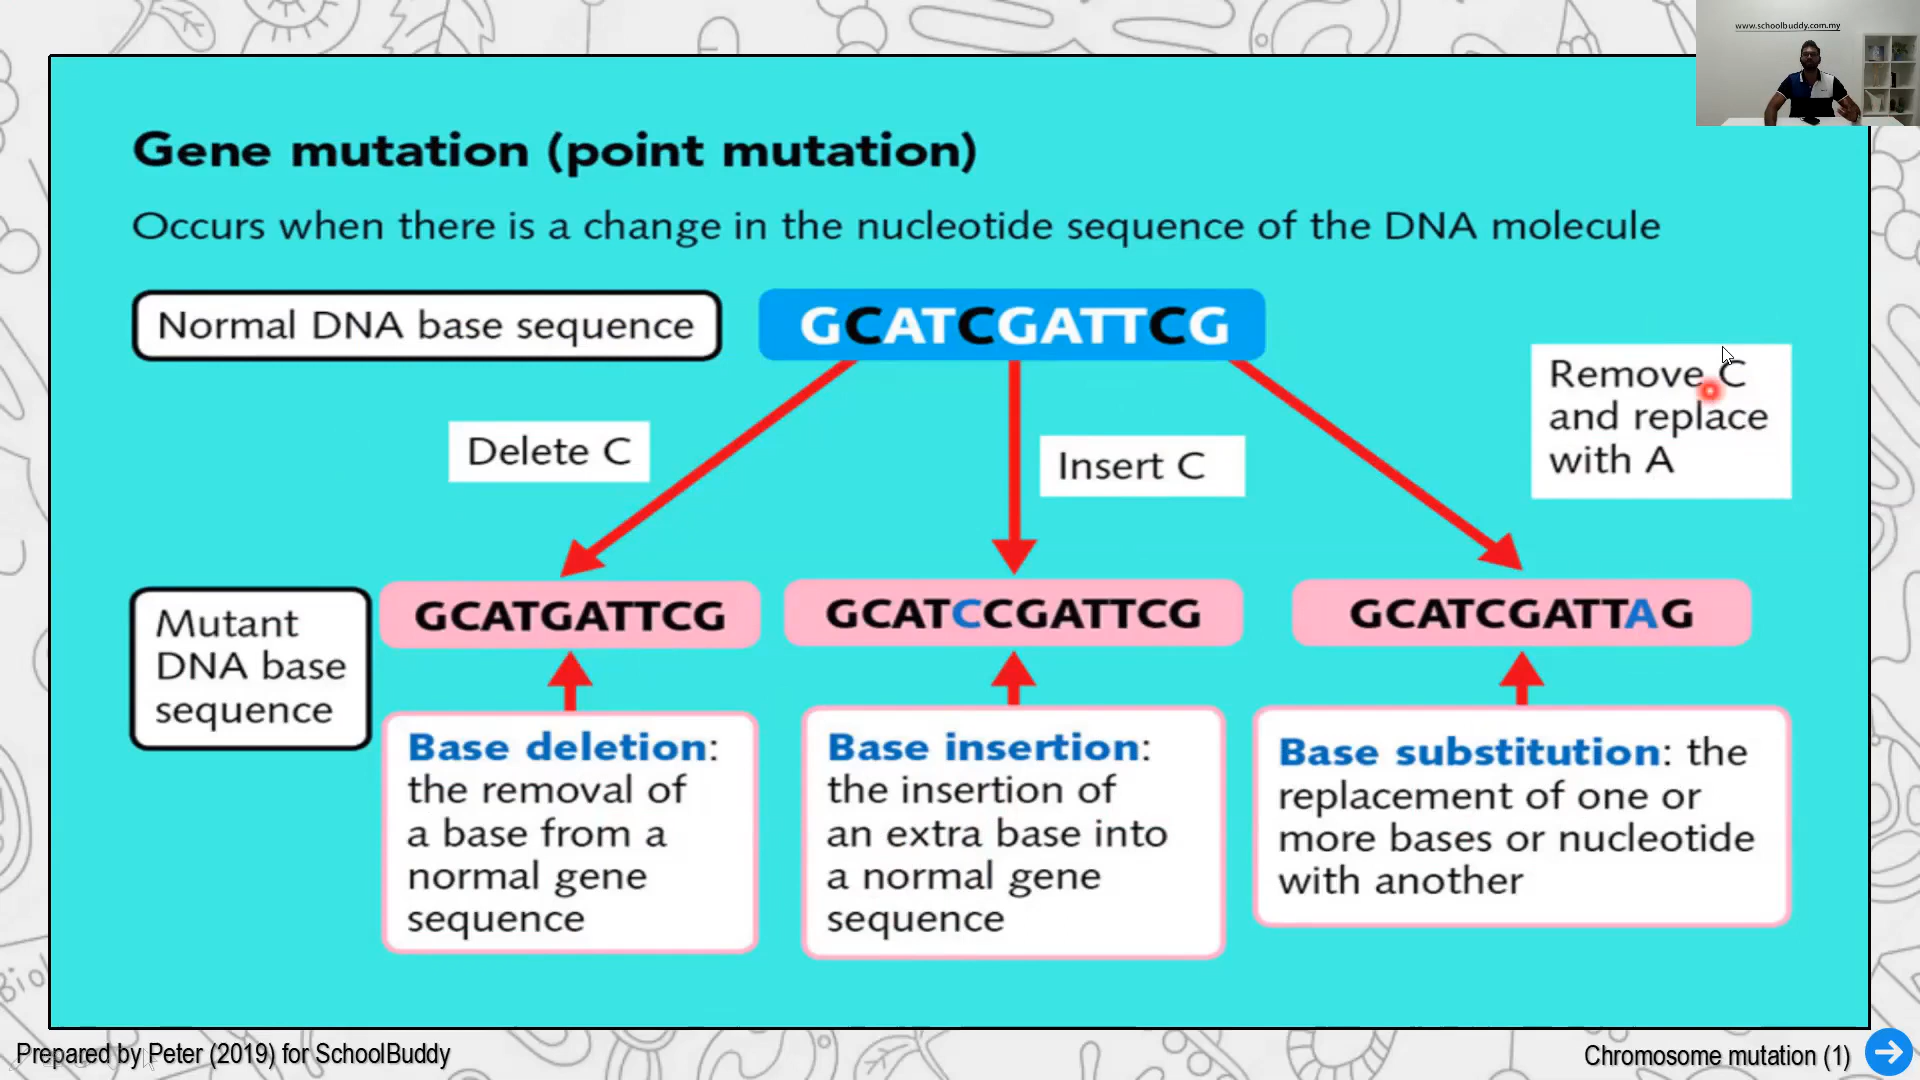 www.schoolbuddy.com.my
Gene mutation (point mutation)
Occurs when there is a change in the nucleotide sequence of the DNA molecule
Normal DNA base sequence
GCATCGATTCG
Delete C
Insert C
Remove C
and replace
with A
Mutant
DNA base
sequence
GCATGATTCG
GCATCCGATTCG
GCATCGATTAG
Base deletion:
the removal of
a base from a
normal gene
sequence
Base insertion:
the insertion of
an extra base into
a normal gene
sequence
Base substitution: the
replacement of one or
more bases or nucleotide
with another
Prepared by Peter (2019) for SchoolBuddy
Chromosome mutation (1)